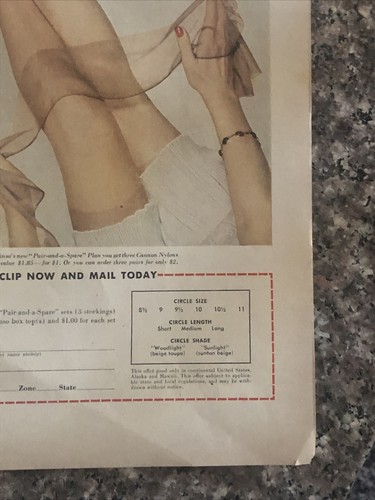 new "Pair-and-a-Spare" Plan you get these Cannon Nylons
value $1.95—for $1. Or you can order three pairs for only $2.
CLIP NOW AND MAIL TODAY
"Pair-and-a-Spare" sets (3 stockings)
box top(s) and $1.00 for each set
Zone State
CIRCLE SIZE
8½ 9 9½ 10 10½ 11
CIRCLE LENGTH
Short Medium Long
CIRCLE SHADE
"Woodlight" "Sunlight"
(beige taupe) (suntan beige)
This offer good only in continental United States,
Alaska and Hawaii. This offer subject to applica-
ble state and local regulations, and may be with-
drawn without notice.